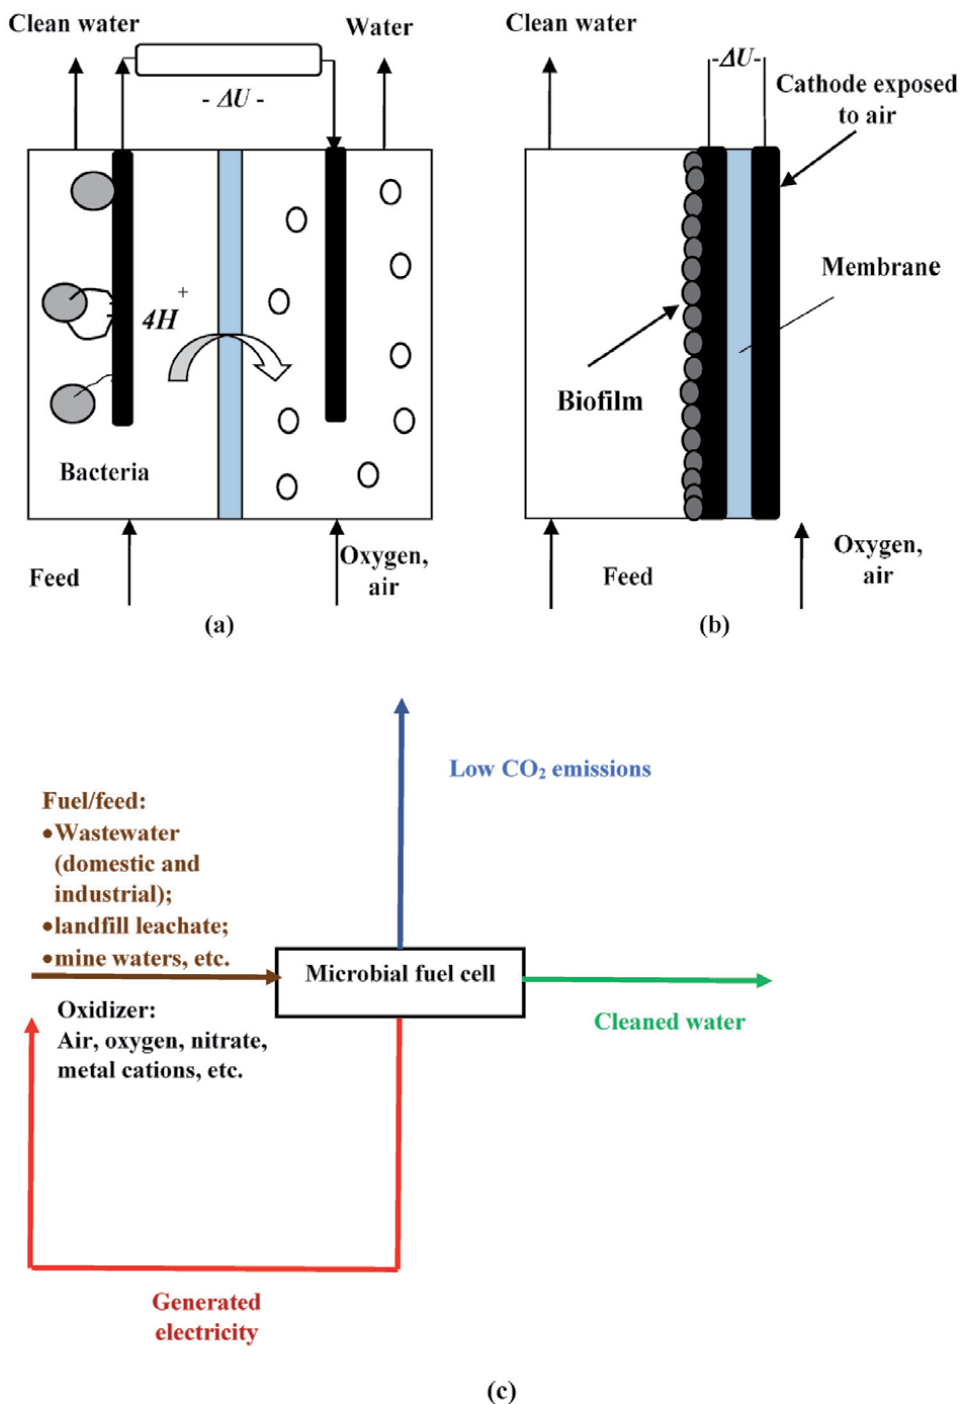 Clean water
Water
- ΔU -
4H+
Bacteria
Feed
Oxygen,
air
(a)
Clean water
-ΔU-
Cathode exposed
to air
Membrane
Biofilm
Feed
Oxygen,
air
(b)
Low CO₂ emissions
Fuel/feed:
•Wastewater
(domestic and
industrial);
•landfill leachate;
•mine waters, etc.
Microbial fuel cell
Oxidizer:
Air, oxygen, nitrate,
metal cations, etc.
Cleaned water
Generated
electricity
(c)